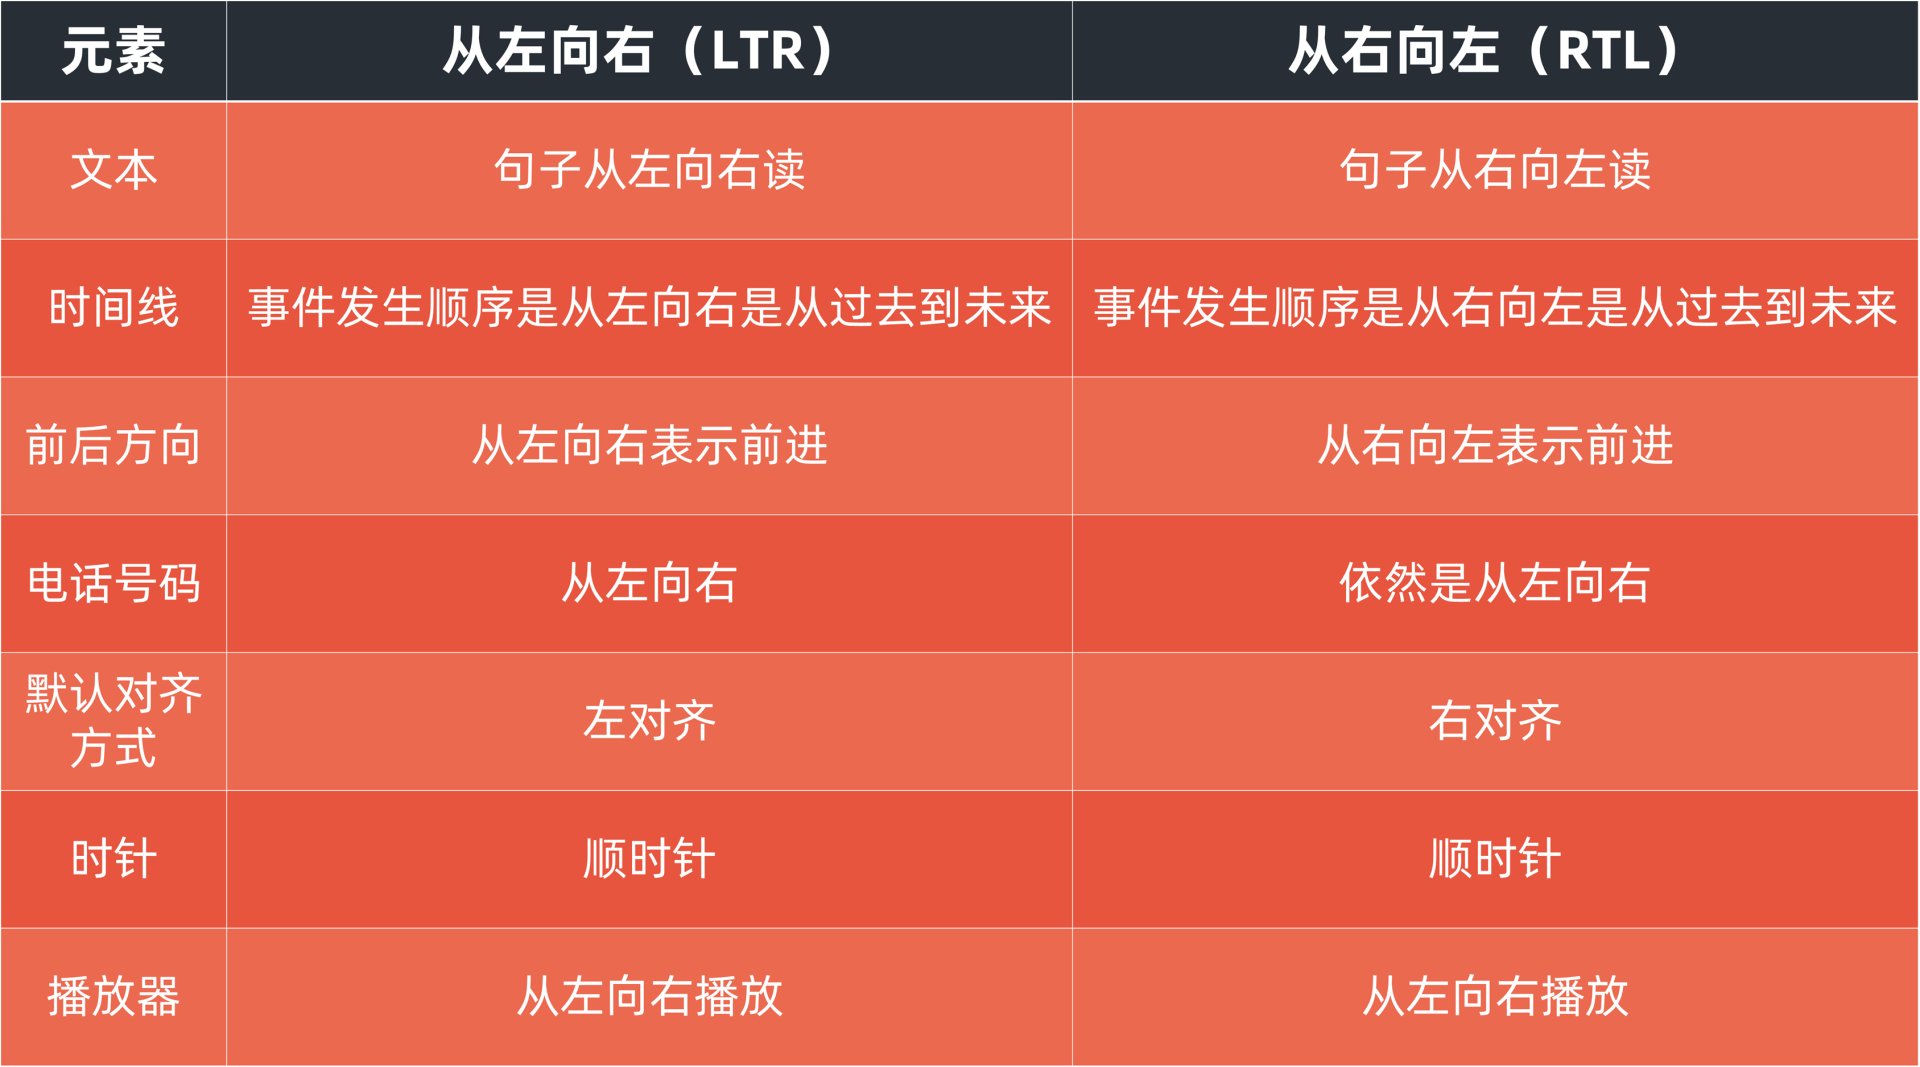 元素
从左向右（LTR）
从右向左（RTL）
文本
句子从左向右读
句子从右向左读
时间线
事件发生顺序是从左向右是从过去到未来
事件发生顺序是从右向左是从过去到未来
前后方向
从左向右表示前进
从右向左表示前进
电话号码
从左向右
依然是从左向右
默认对齐
方式
左对齐
右对齐
时针
顺时针
顺时针
播放器
从左向右播放
从左向右播放